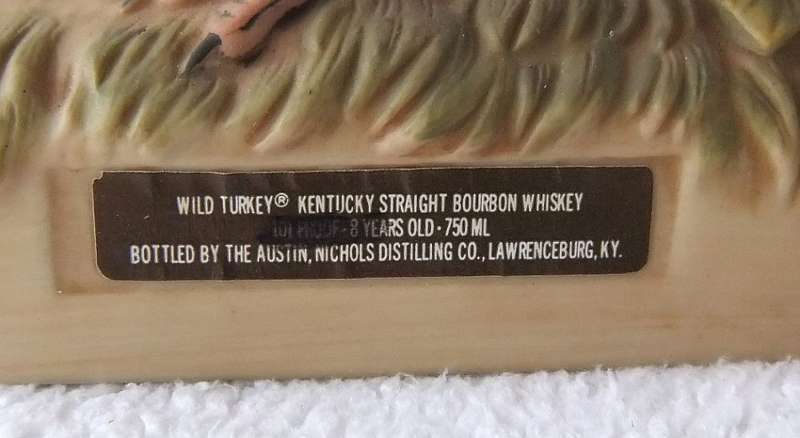 WILD TURKEY® KENTUCKY STRAIGHT BOURBON WHISKEY
101 PROOF - 8 YEARS OLD • 750 ML
BOTTLED BY THE AUSTIN, NICHOLS DISTILLING CO., LAWRENCEBURG, KY.